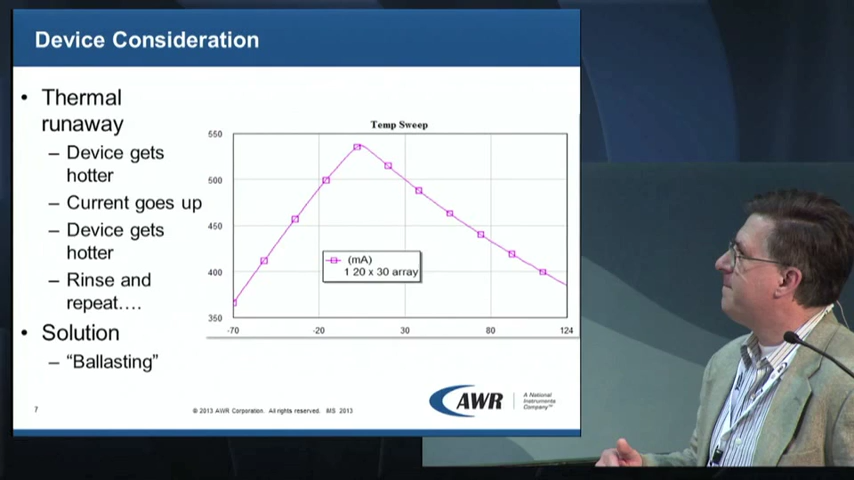 Device Consideration
• Thermal
runaway
– Device gets
hotter
– Current goes up
– Device gets
hotter
– Rinse and
repeat….
• Solution
– “Ballasting”
Temp Sweep
550
500
450
400
350
-70
-20
30
80
124
(mA)
1 20 x 30 array
7
© 2013 AWR Corporation. All rights reserved. IMS 2013
AWR
A National
Instruments
Company™